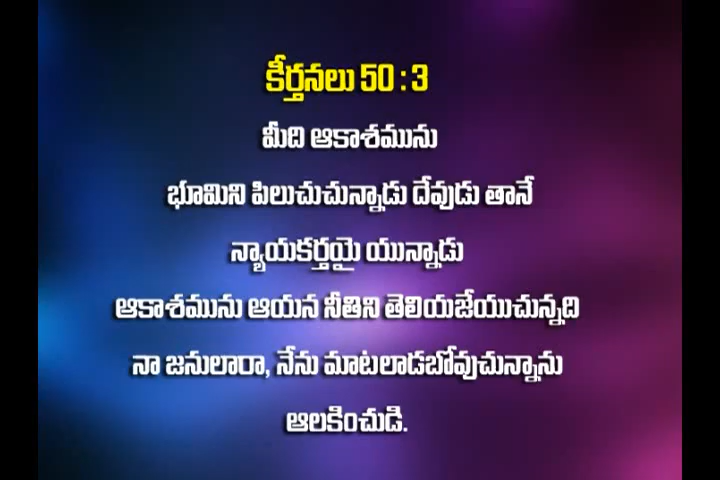 కీర్తనలు 50 : 3
మీది ఆకాశమును
భూమిని పిలుచుచున్నాడు దేవుడు తానే
న్యాయకర్తయై యున్నాడు
ఆకాశమును ఆయన నీతిని తెలియజేయుచున్నది
నా జనులారా, నేను మాటలాడబోవుచున్నాను
ఆలకించుడి.